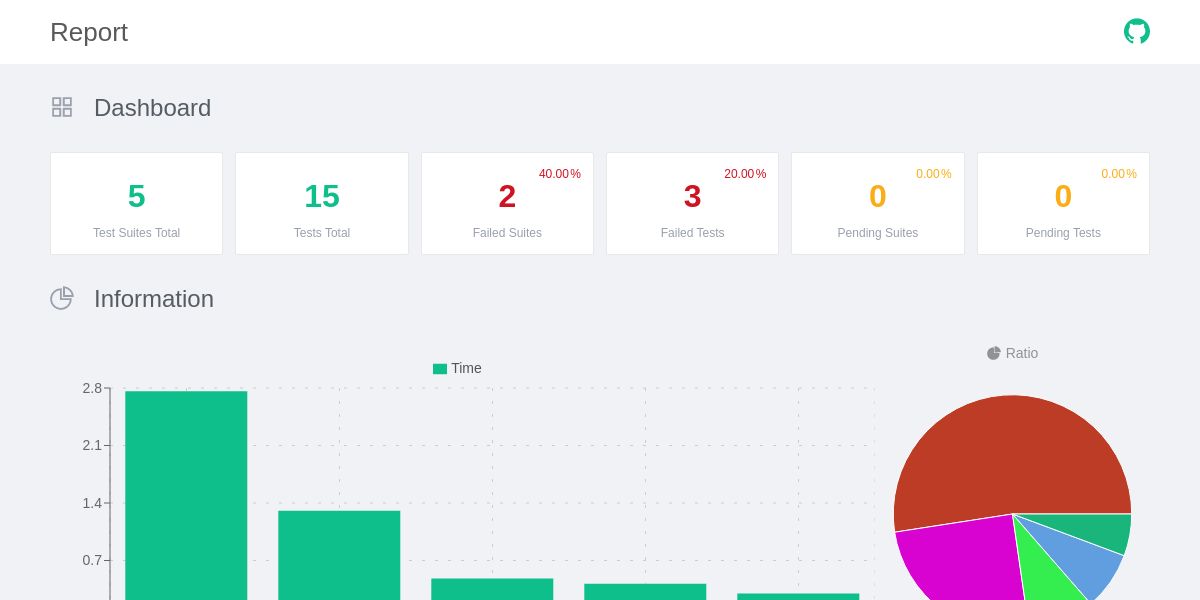 Report
Dashboard
5
Test Suites Total
15
Tests Total
40.00%
2
Failed Suites
20.00%
3
Failed Tests
0.00%
0
Pending Suites
0.00%
0
Pending Tests
Information
Time
2.8
2.1
1.4
0.7
Ratio